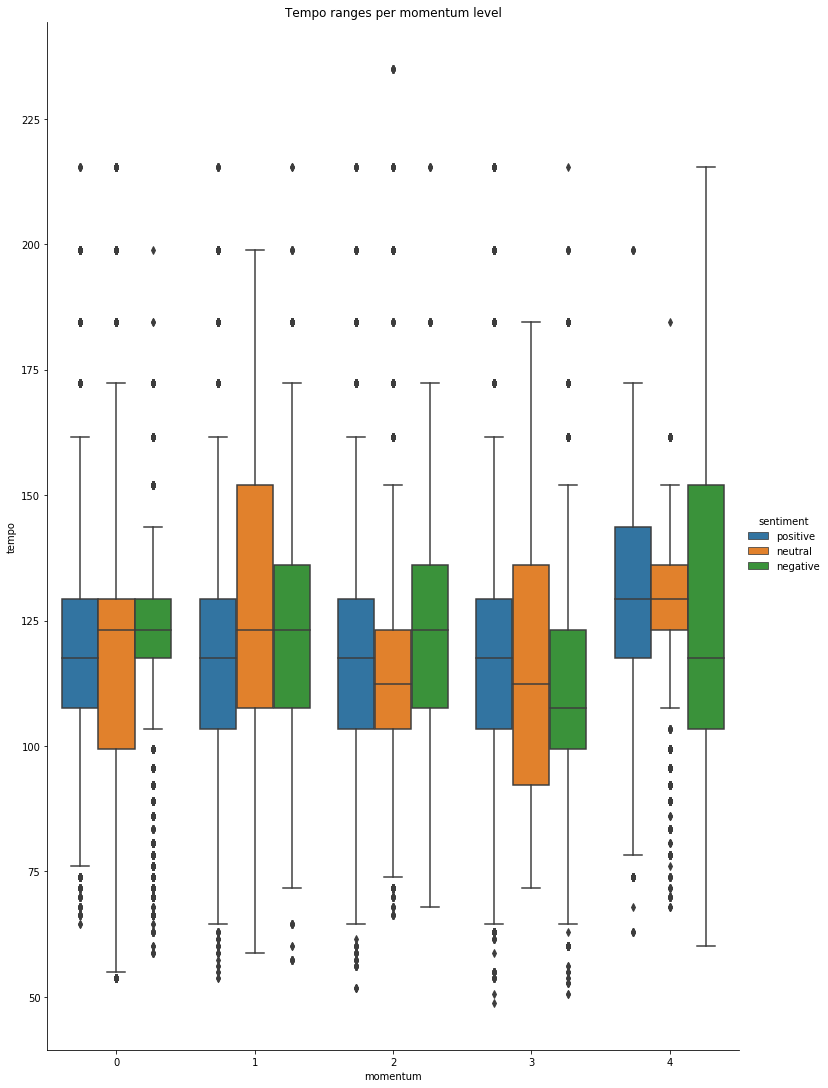 Tempo ranges per momentum level
tempo
225
200
175
150
125
100
75
50
0 1 2 3 4
momentum
sentiment
positive
neutral
negative